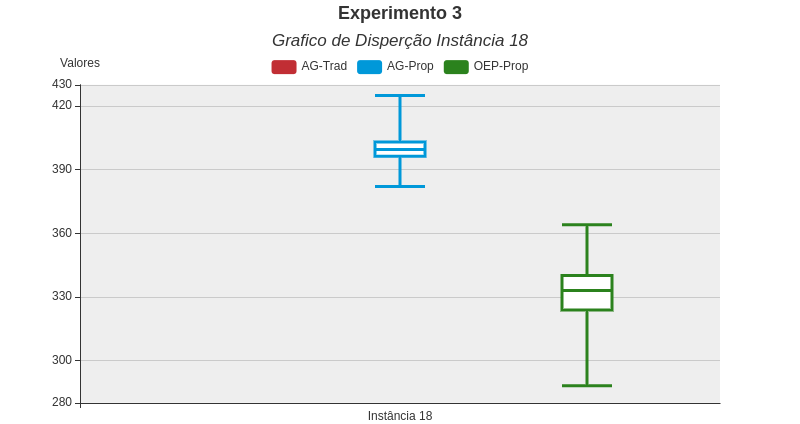 Experimento 3
Grafico de Disperção Instância 18
Valores
AG-Trad AG-Prop OEP-Prop
430
420
390
360
330
300
280
Instância 18